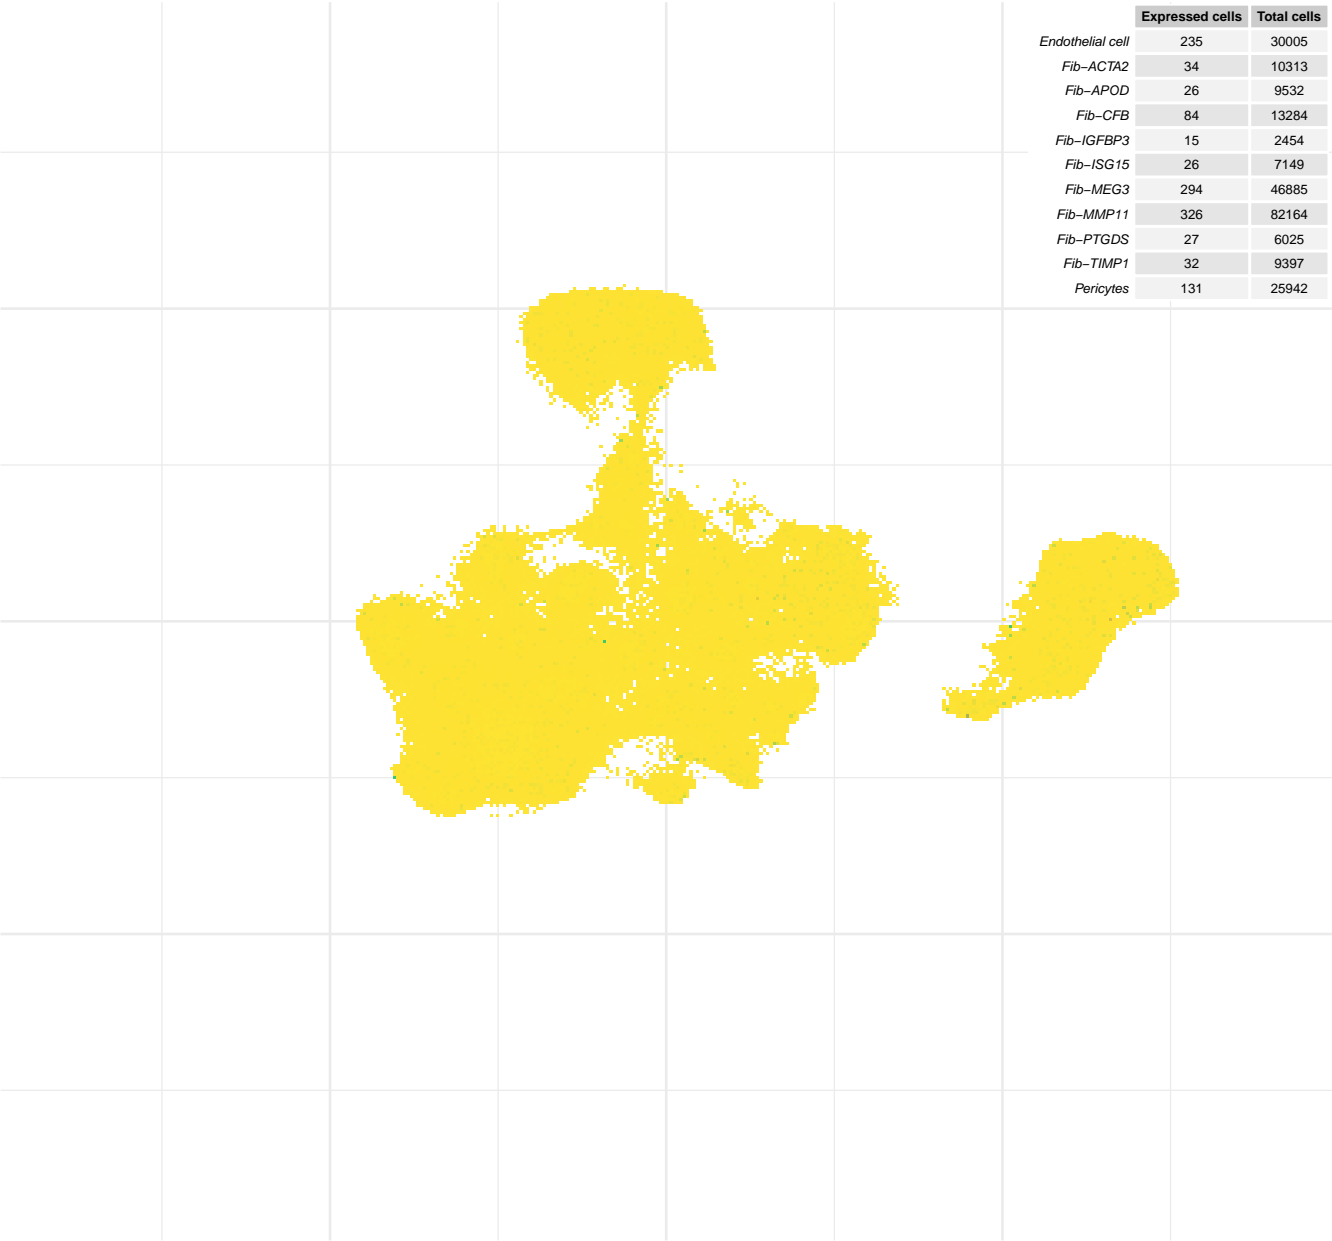 Expressed cells Total cells
Endothelial cell 235 30005
Fib−ACTA2 34 10313
Fib−APOD 26 9532
Fib−CFB 84 13284
Fib−IGFBP3 15 2454
Fib−ISG15 26 7149
Fib−MEG3 294 46885
Fib−MMP11 326 82164
Fib−PTGDS 27 6025
Fib−TIMP1 32 9397
Pericytes 131 25942